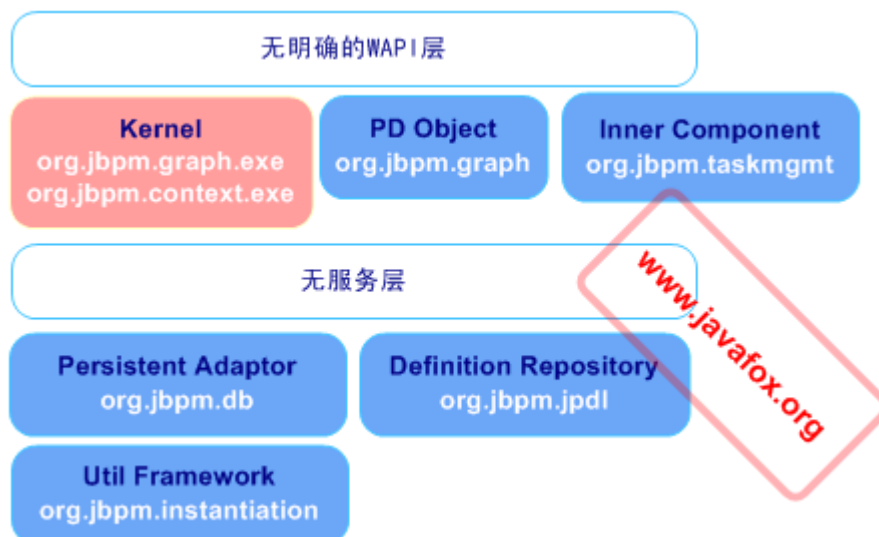 无明确的WAPI层
Kernel
org.jbpm.graph.exe
org.jbpm.context.exe
PD Object
org.jbpm.graph
Inner Component
org.jbpm.taskmgmt
无服务层
www.javafox.org
Persistent Adaptor
org.jbpm.db
Definition Repository
org.jbpm.jpdl
Util Framework
org.jbpm.instantiation